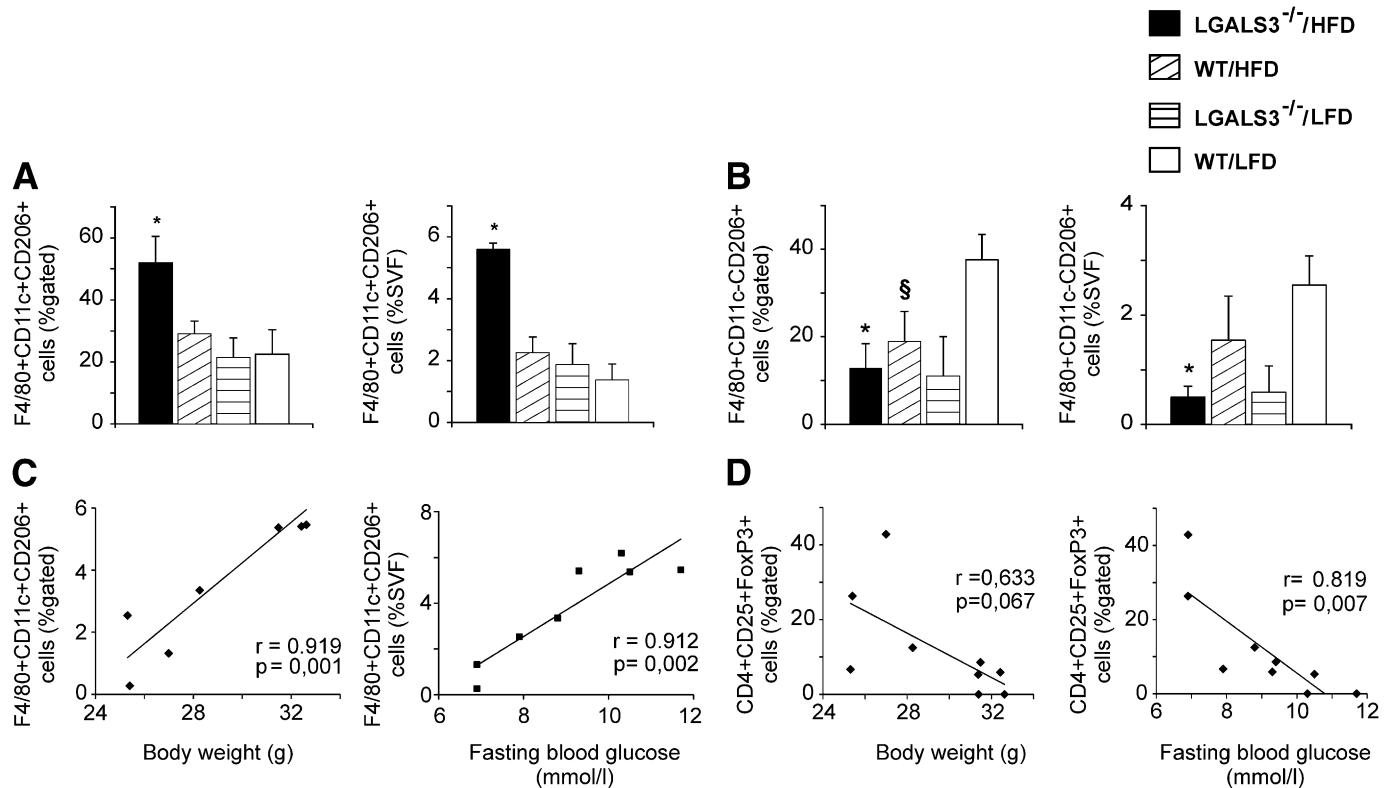 LGALS3-/-/HFD
WT/HFD
LGALS3-/-/LFD
WT/LFD
A
F4/80+CD11c+CD206+
cells (%gated)
60
40
20
0
*
F4/80+CD11c+CD206+
cells (%SVF)
6
4
2
0
*
B
F4/80+CD11c-CD206+
cells (%gated)
40
20
0
*
§
F4/80+CD11c-CD206+
cells (%SVF)
4
2
0
*
C
F4/80+CD11c+CD206+
cells (%gated)
6
4
2
0
r = 0.919
p = 0,001
24 28 32
Body weight (g)
F4/80+CD11c+CD206+
cells (%SVF)
8
4
0
r = 0.912
p= 0,002
6 8 10 12
Fasting blood glucose
(mmol/l)
D
CD4+CD25+FoxP3+
cells (%gated)
40
20
0
r =0,633
p=0,067
24 28 32
Body weight (g)
CD4+CD25+FoxP3+
cells (%gated)
40
20
0
r= 0.819
p= 0,007
6 8 10 12
Fasting blood glucose
(mmol/l)